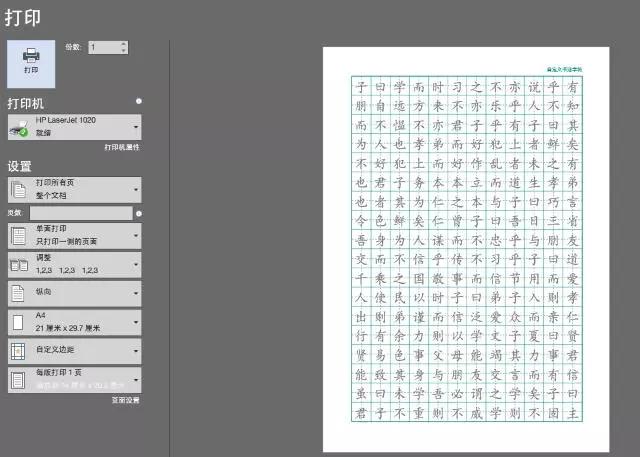 打印
打印
份数: 1
打印机
HP LaserJet 1020
就绪
打印机属性
设置
打印所有页
整个文档
页数:
单面打印
只打印一侧的页面
调整
1,2,3 1,2,3 1,2,3
纵向
A4
21 厘米 x 29.7 厘米
自定义边距
每版打印 1 页
页面设置
子曰学而时习之不亦说乎有
朋自远方来不亦乐乎人不知
而不愠不亦君子乎有子曰其
为人也孝弟而好犯上者鲜矣
不好犯上而好作乱者未之有
也君子务本本立而道生孝弟
也者其为仁之本与子曰巧言
令色鲜矣仁曾子曰吾日三省
吾身为人谋而不忠乎与朋友
交而不信乎传不习乎子曰道
千乘之国敬事而信节用而爱
人使民以时子曰弟子入则孝
出则弟谨而信泛爱众而亲仁
行有余力则以学文子夏曰贤
贤易色事父母能竭其力事君
能致其身与朋友交言而有信
虽曰未学吾必谓之学矣子曰
君子不重则不威学则不固主